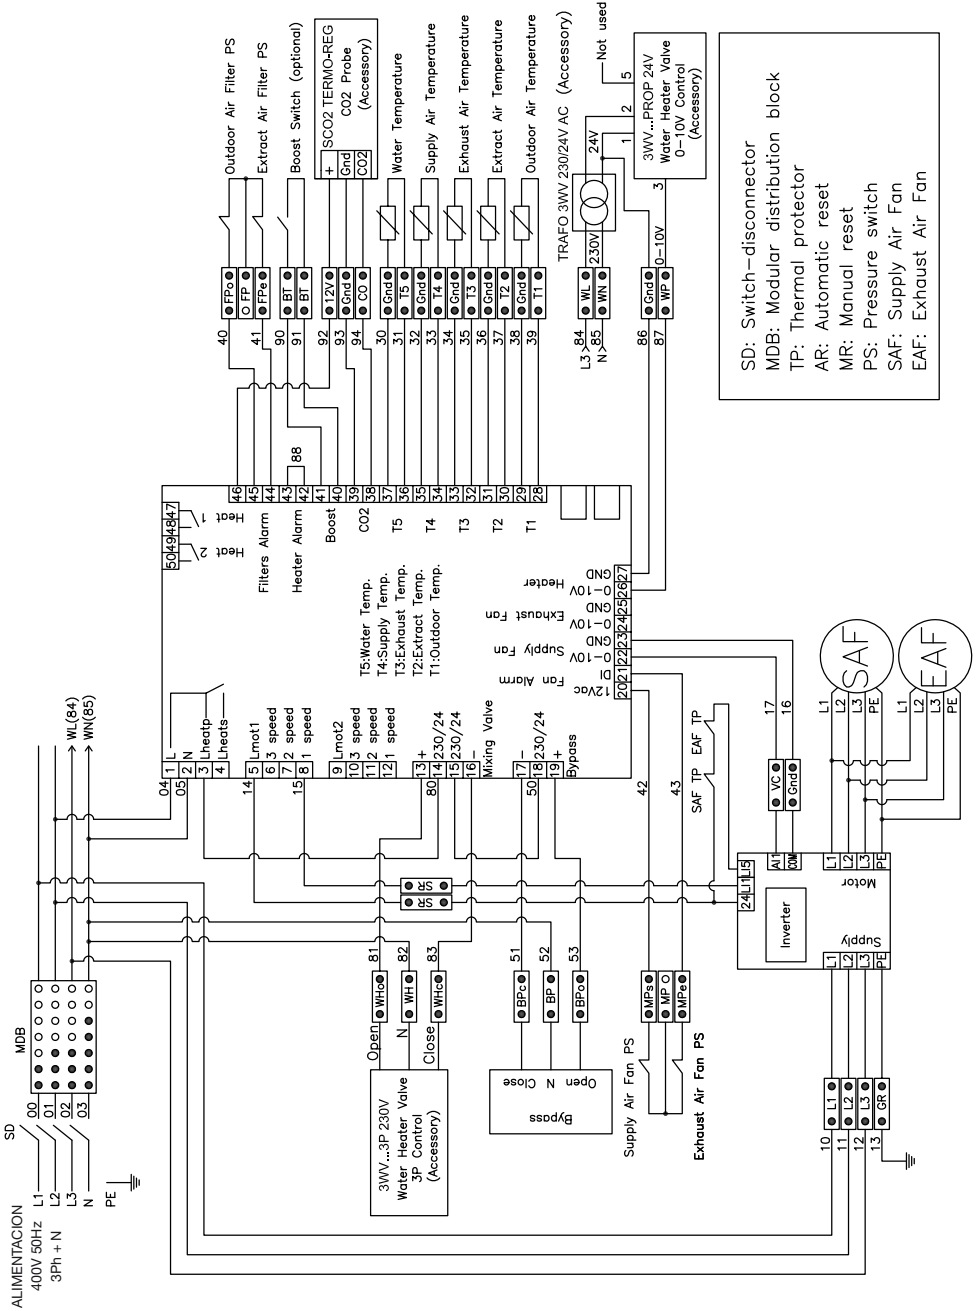 ALIMENTACION
400V 50Hz
3Ph + N
SD
L1
L2
L3
N
PE
00
01
02
03
MDB
WL(84)
WN(85)
04
05
14
15
80
50
1 L
2 N
3 Lheatp
4 Lheats
5 Lmot1
6 3 speed
7 2 speed
8 1 speed
9 Lmot2
10 3 speed
11 2 speed
12 1 speed
13 +
14 230/24
15 230/24
16 -
Mixing Valve
17 -
18 230/24
19 +
Bypass
50 49 48 47
Heat 2
Heat 1
Filters Alarm
Heater Alarm
Boost
CO2
T5
T4
T3
T2
T1
T5:Water Temp.
T4:Supply Temp.
T3:Exhaust Temp.
T2:Extract Temp.
T1:Outdoor Temp.
46
45
44
43
42
41
40
39
38
37
36
35
34
33
32
31
30
29
28
88
20 12Vac
21 DI
22 0-10V
23 GND
24 0-10V
25 GND
26 0-10V
27 GND
Fan Alarm
Supply Fan
Exhaust Fan
Heater
40
41
90
91
92
93
94
30
31
32
33
34
35
36
37
38
39
FPo
FP
FPe
BT
BT
12V
Gnd
CO
Gnd
T5
Gnd
T4
Gnd
T3
Gnd
T2
Gnd
T1
Outdoor Air Filter PS
Extract Air Filter PS
Boost Switch (optional)
+
Gnd
CO2
SCO2 TERMO-REG
CO2 Probe
(Accessory)
Water Temperature
Supply Air Temperature
Exhaust Air Temperature
Extract Air Temperature
Outdoor Air Temperature
TRAFO 3WV 230/24V AC (Accessory)
L3
N
84
85
WL
WN
230V
24V
86
87
Gnd
WP
0-10V
3
1
2
5
Not used
3WV...PROP 24V
Water Heater Valve
0-10V Control
(Accessory)
SD: Switch-disconnector
MDB: Modular distribution block
TP: Thermal protector
AR: Automatic reset
MR: Manual reset
PS: Pressure switch
SAF: Supply Air Fan
EAF: Exhaust Air Fan
81
82
83
WHo
WH
WHc
Open
N
Close
3WV...3P 230V
Water Heater Valve
3P Control
(Accessory)
SR
SR
51
52
53
BPc
BP
BPo
Open N Close
Bypass
42
43
MPs
MP
MPe
Supply Air Fan PS
Exhaust Air Fan PS
SAF TP
EAF TP
24 LI1 LI5
AI1
COM
VC
Gnd
17
16
Inverter
Supply
Motor
L1
L2
L3
PE
L1
L2
L3
PE
10
11
12
13
L1
L2
L3
GR
L1
L2
L3
PE
SAF
L1
L2
L3
PE
EAF